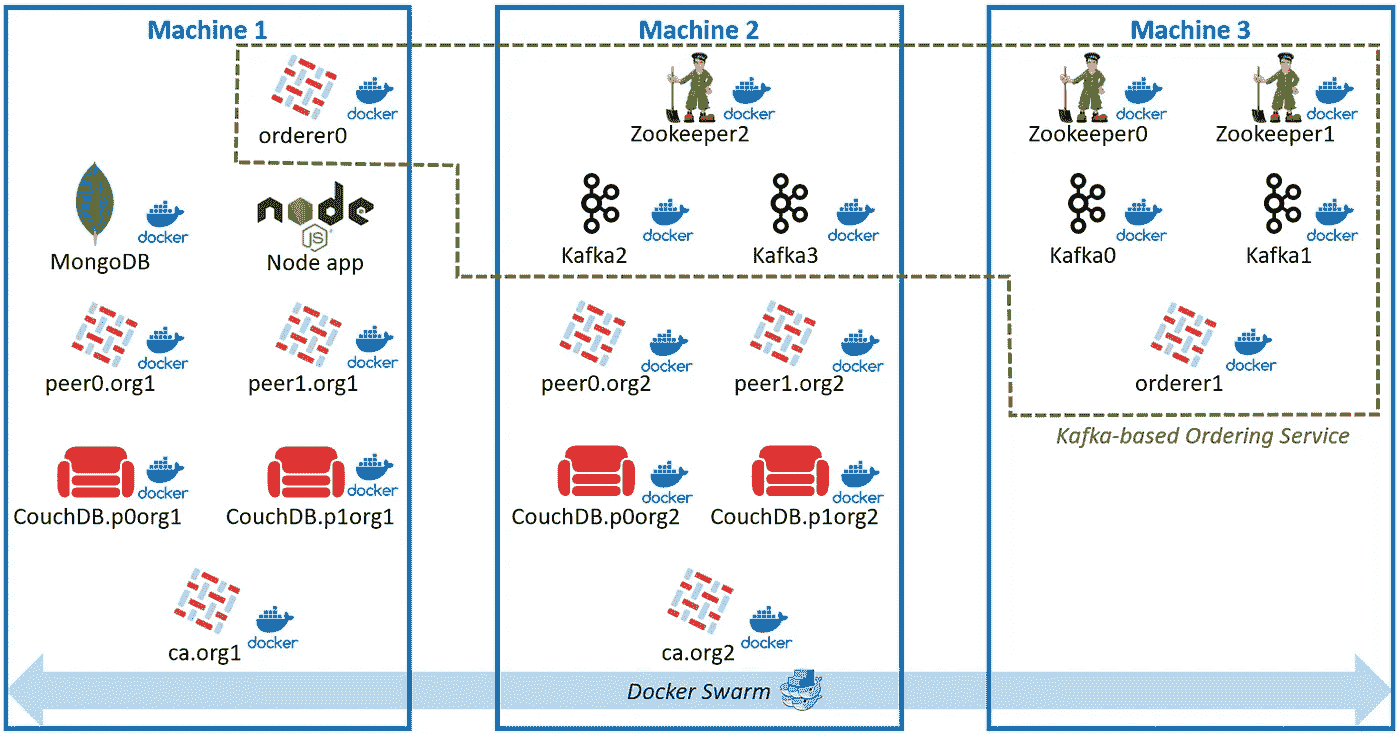 Machine 1
Machine 2
Machine 3
docker
orderer0
docker
Zookeeper2
docker
Zookeeper0
docker
Zookeeper1
docker
MongoDB
node
JS
Node app
docker
Kafka2
docker
Kafka3
docker
Kafka0
docker
Kafka1
docker
peer0.org1
docker
peer1.org1
docker
peer0.org2
docker
peer1.org2
docker
orderer1
Kafka-based Ordering Service
docker
CouchDB.p0org1
docker
CouchDB.p1org1
docker
CouchDB.p0org2
docker
CouchDB.p1org2
docker
ca.org1
docker
ca.org2
Docker Swarm